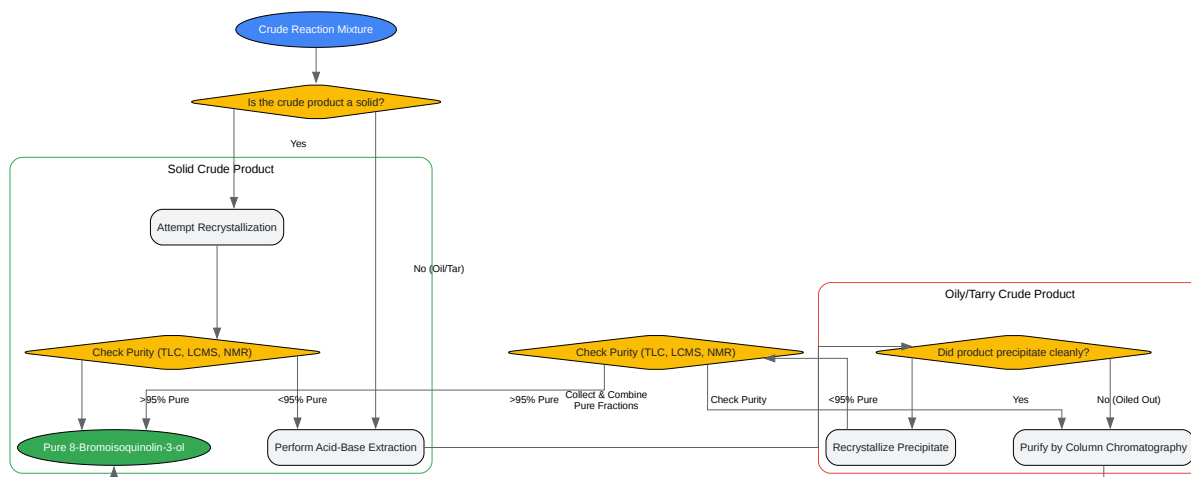 Crude Reaction Mixture
Is the crude product a solid?
Yes
Solid Crude Product
Attempt Recrystallization
No (Oil/Tar)
Oily/Tarry Crude Product
Check Purity (TLC, LCMS, NMR)
Check Purity (TLC, LCMS, NMR)
Did product precipitate cleanly?
>95% Pure
<95% Pure
>95% Pure
Collect & Combine
Pure Fractions
Check Purity
<95% Pure
Yes
No (Oiled Out)
Pure 8-Bromoisoquinolin-3-ol
Perform Acid-Base Extraction
Recrystallize Precipitate
Purify by Column Chromatography